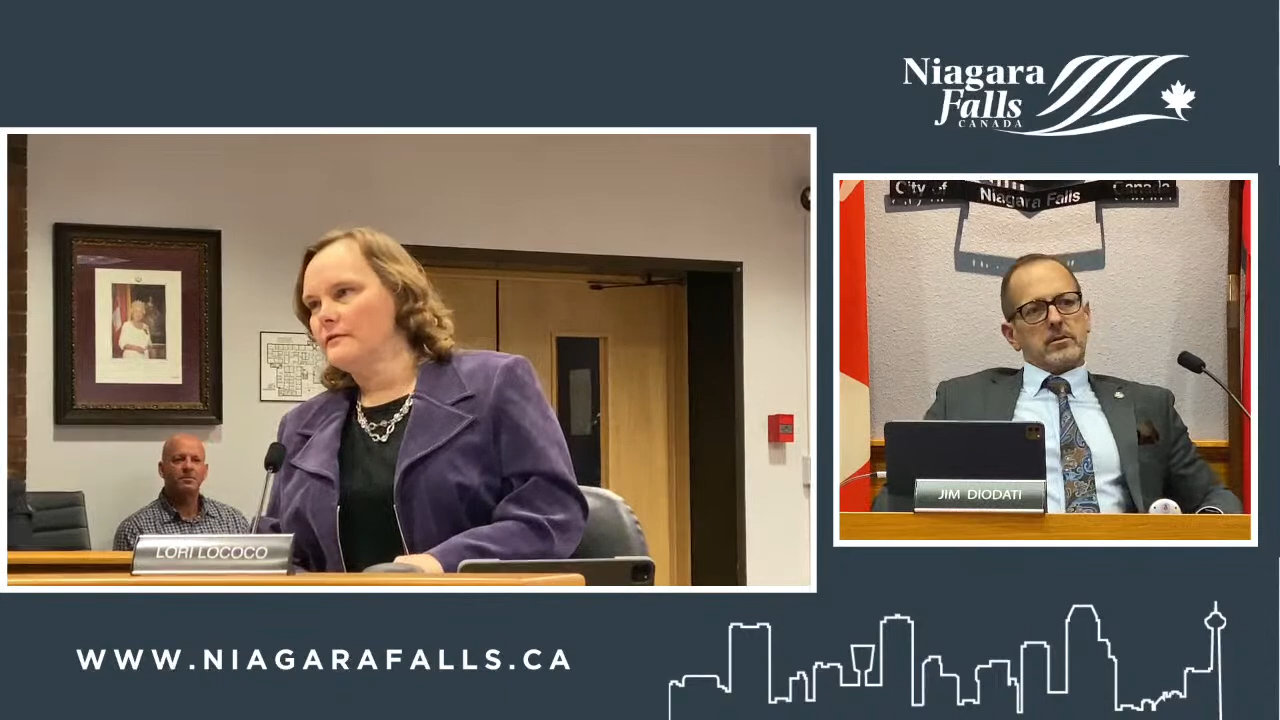 Niagara
Falls
CANADA
City of
Niagara Falls
Canada
LORI LOCOCO
JIM DIODATI
WWW.NIAGARAFALLS.CA